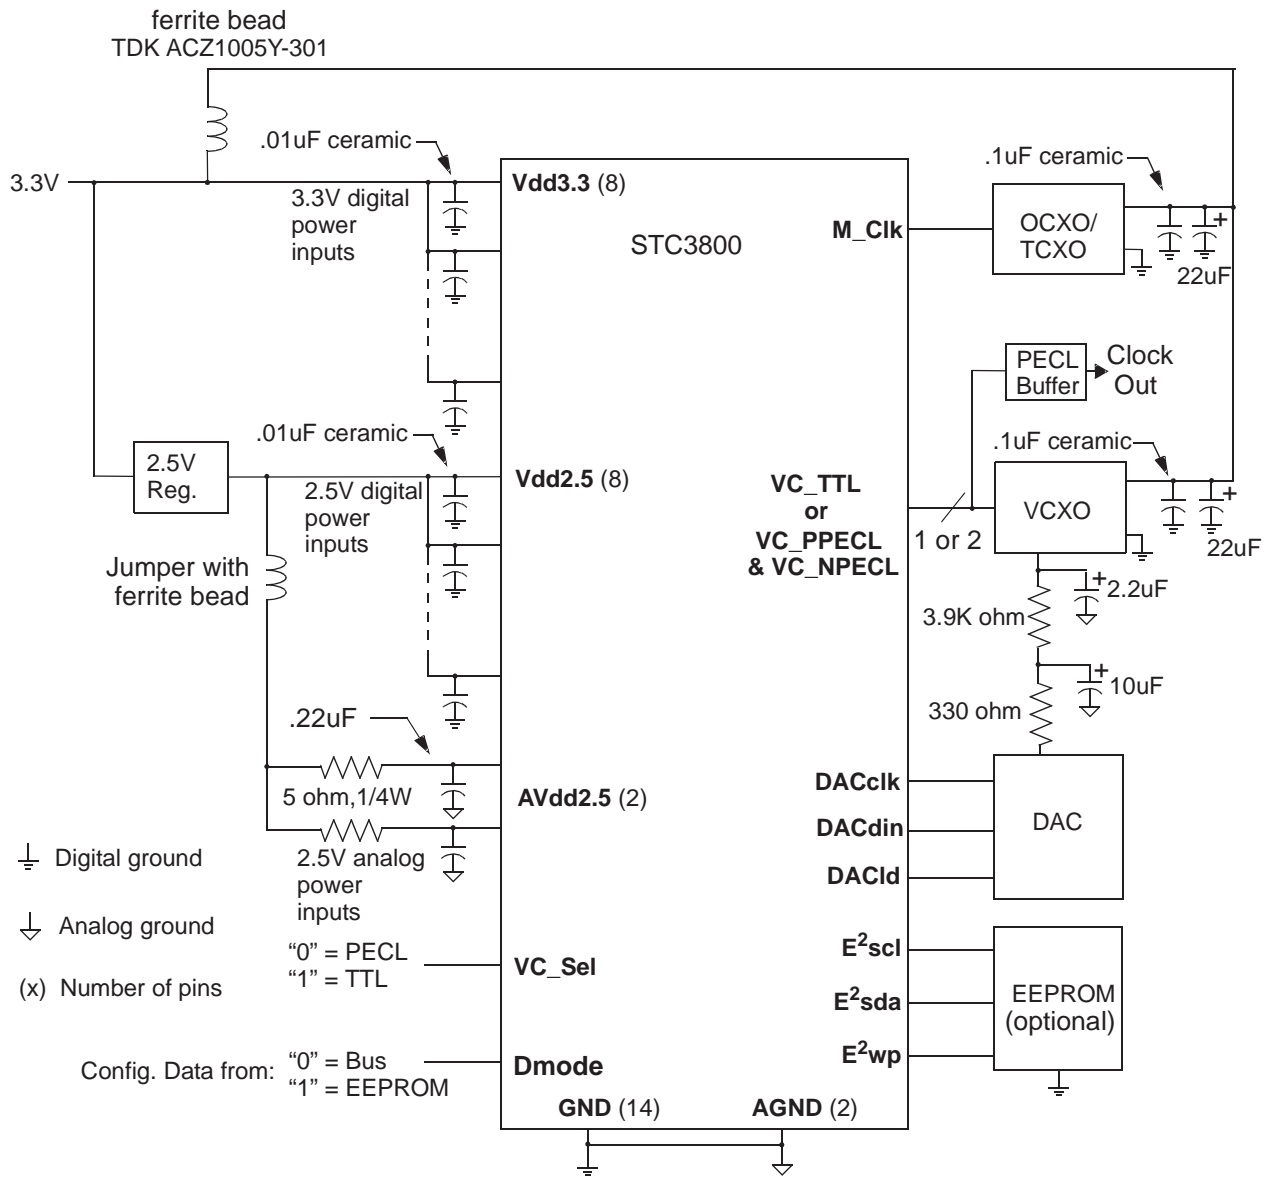 ferrite bead
TDK ACZ1005Y-301
.01uF ceramic
3.3V
Vdd3.3 (8)
3.3V digital
power
inputs
STC3800
M_Clk
.1uF ceramic
OCXO/
TCXO
+
22uF
PECL
Buffer
Clock
Out
.01uF ceramic
2.5V
Reg.
Vdd2.5 (8)
2.5V digital
power
inputs
VC_TTL
or
VC_PPECL
& VC_NPECL
1 or 2
.1uF ceramic
VCXO
+
22uF
Jumper with
ferrite bead
+
2.2uF
3.9K ohm
+
10uF
330 ohm
.22uF
5 ohm,1/4W
AVdd2.5 (2)
2.5V analog
power
inputs
DACclk
DACdin
DACld
DAC
Digital ground
Analog ground
(x) Number of pins
"0" = PECL
"1" = TTL
VC_Sel
E²scl
E²sda
E²wp
EEPROM
(optional)
Config. Data from:
"0" = Bus
"1" = EEPROM
Dmode
GND (14)
AGND (2)